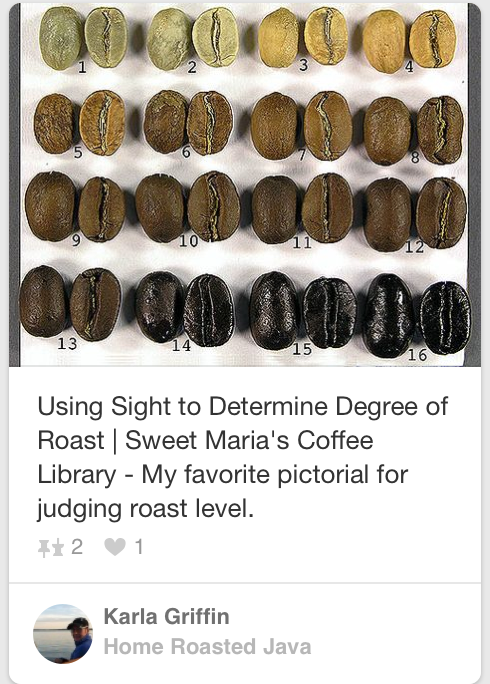 1 2 3 4
5 6 7 8
9 10 11 12
13 14 15 16
Using Sight to Determine Degree of
Roast | Sweet Maria's Coffee
Library - My favorite pictorial for
judging roast level.
2 1
Karla Griffin
Home Roasted Java